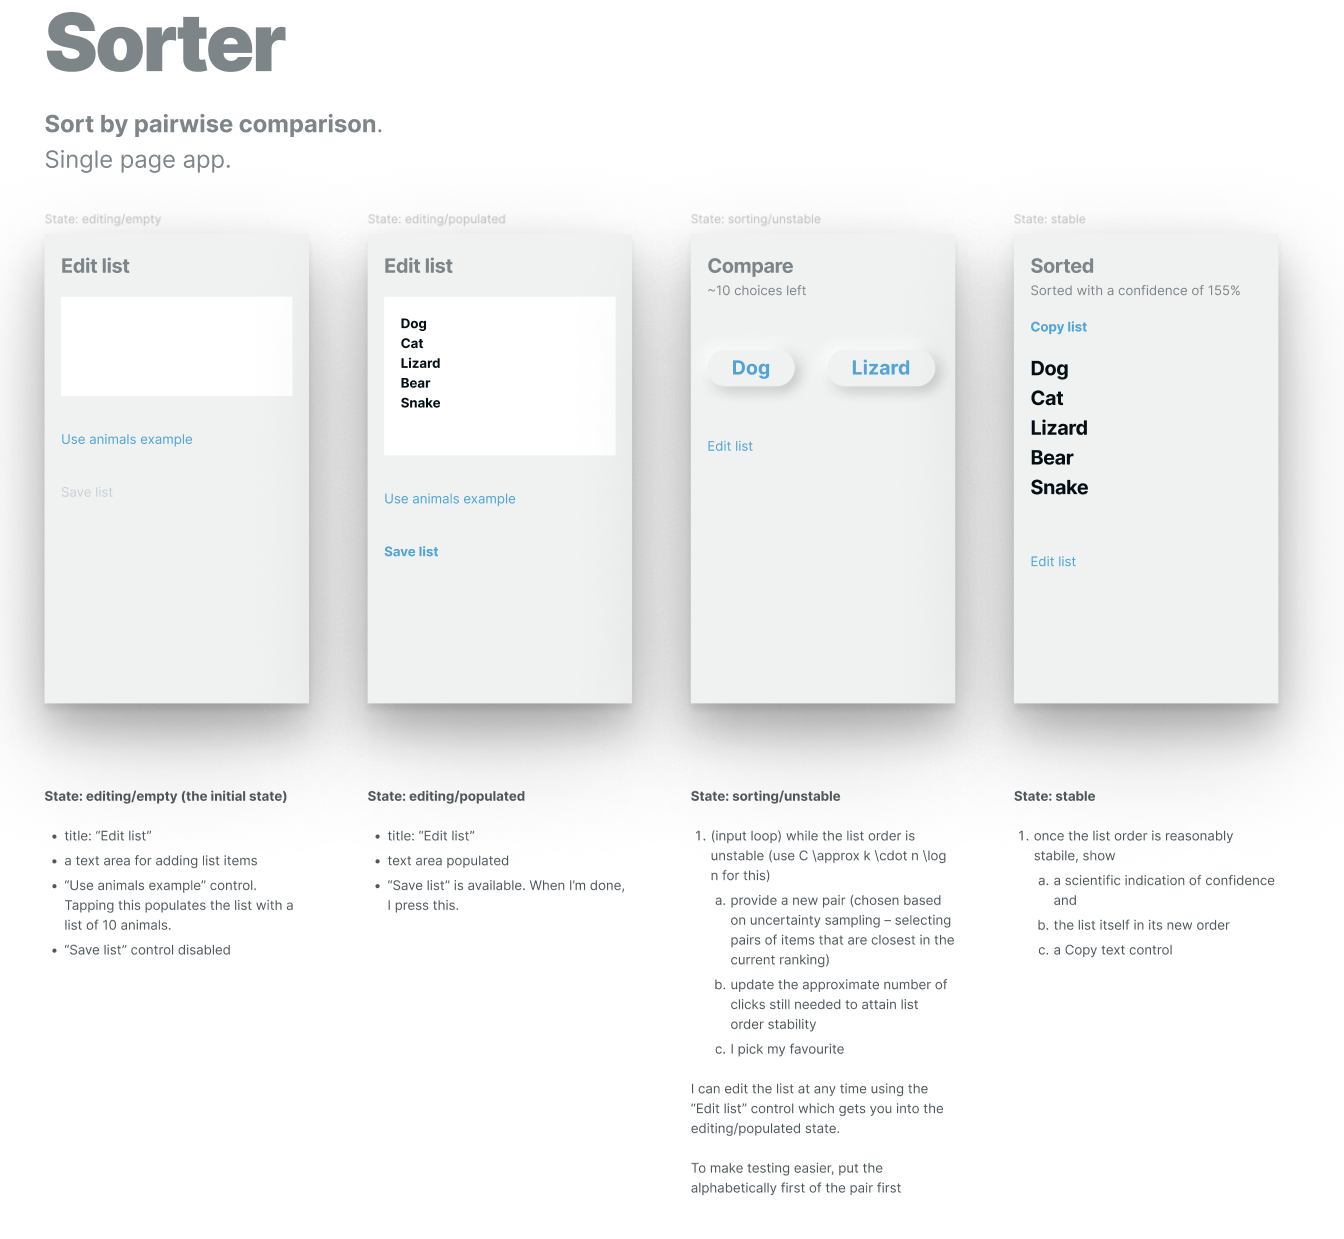 Sorter
Sort by pairwise comparison.
Single page app.
State: editing/empty
Edit list
Use animals example
Save list
State: editing/populated
Edit list
Dog
Cat
Lizard
Bear
Snake
Use animals example
Save list
State: sorting/unstable
Compare
~10 choices left
Dog
Lizard
Edit list
State: stable
Sorted
Sorted with a confidence of 155%
Copy list
Dog
Cat
Lizard
Bear
Snake
Edit list
State: editing/empty (the initial state)
• title: “Edit list”
• a text area for adding list items
• “Use animals example” control.
Tapping this populates the list with a
list of 10 animals.
• “Save list” control disabled
State: editing/populated
• title: “Edit list”
• text area populated
• “Save list” is available. When I’m done,
I press this.
State: sorting/unstable
1. (input loop) while the list order is
unstable (use C \approx k \cdot n \log
n for this)
a. provide a new pair (chosen based
on uncertainty sampling – selecting
pairs of items that are closest in the
current ranking)
b. update the approximate number of
clicks still needed to attain list
order stability
c. I pick my favourite
I can edit the list at any time using the
“Edit list” control which gets you into the
editing/populated state.
To make testing easier, put the
alphabetically first of the pair first
State: stable
1. once the list order is reasonably
stabile, show
a. a scientific indication of confidence
and
b. the list itself in its new order
c. a Copy text control